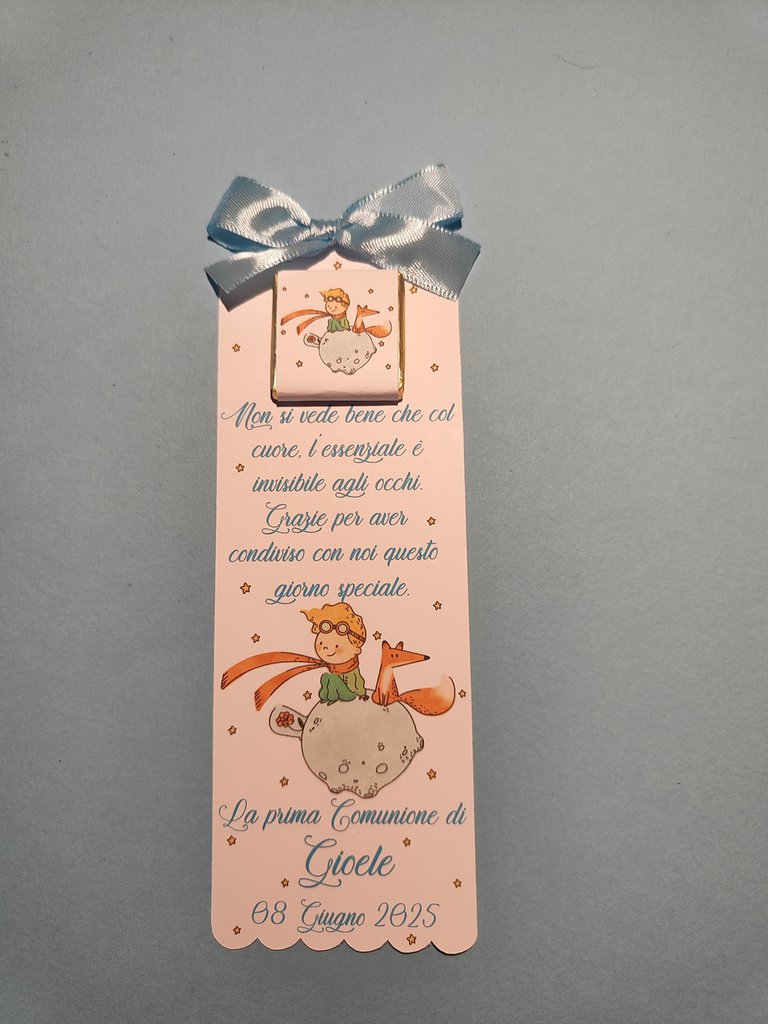 Non si vede bene che col
cuore, l'essenziale è
invisibile agli occhi.
Grazie per aver
condiviso con noi questo
giorno speciale.
La prima Comunione di
Gioele
08 Giugno 2025